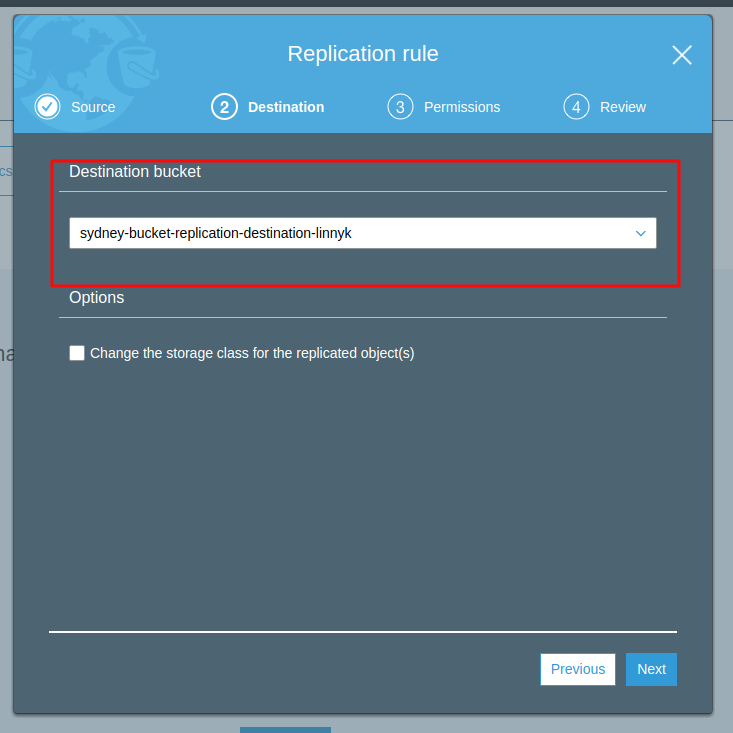 Replication rule
Source
2 Destination
3 Permissions
4 Review
Destination bucket
sydney-bucket-replication-destination-linnyk
Options
Change the storage class for the replicated object(s)
Previous
Next